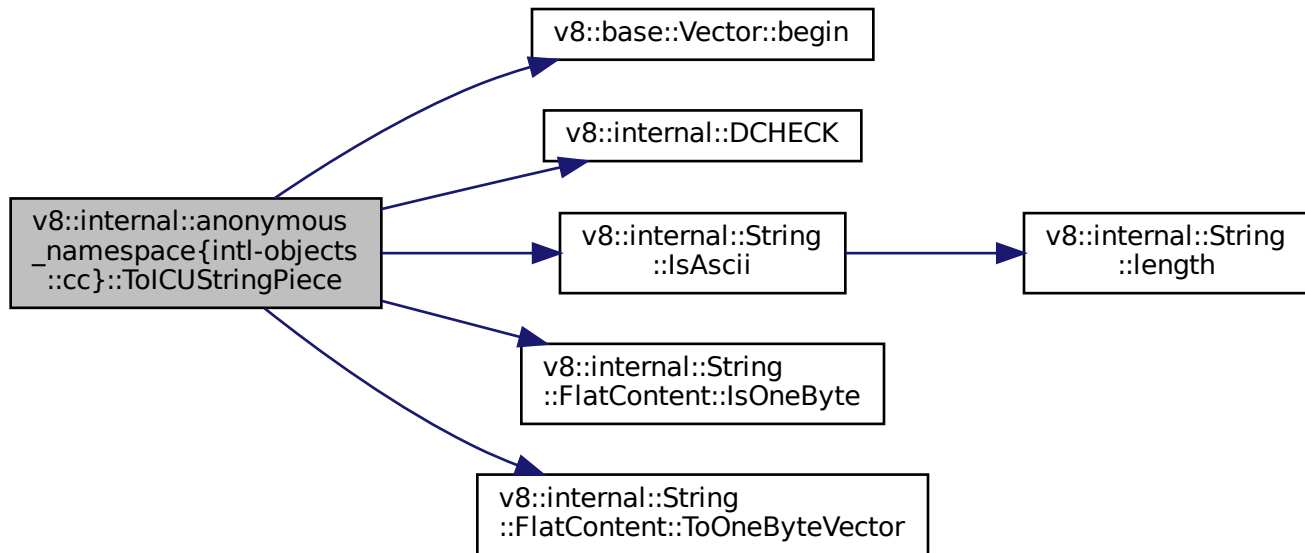 v8::base::Vector::begin
v8::internal::DCHECK
v8::internal::anonymous
_namespace{intl-objects
::cc}::ToICUStringPiece
v8::internal::String
::IsAscii
v8::internal::String
::length
v8::internal::String
::FlatContent::IsOneByte
v8::internal::String
::FlatContent::ToOneByteVector